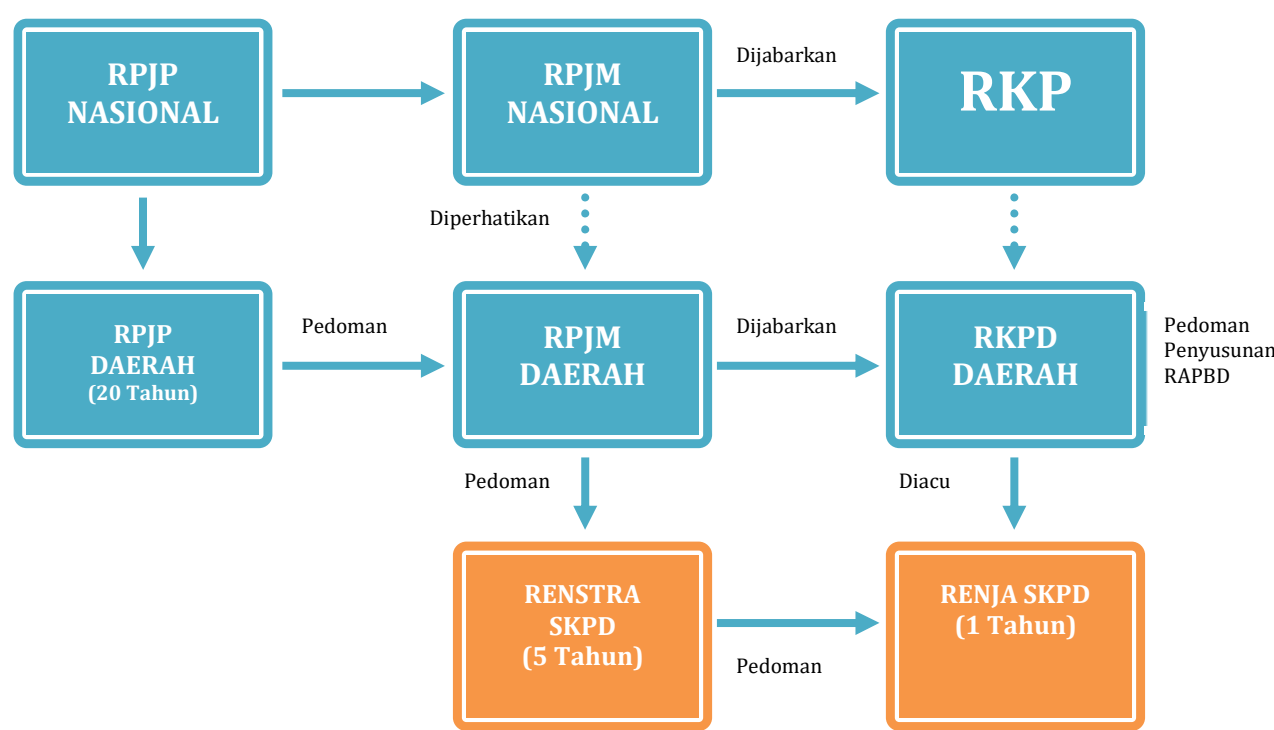 RPJP
NASIONAL
RPJM
NASIONAL
Dijabarkan
RKP
Diperhatikan
RPJP
DAERAH
(20 Tahun)
Pedoman
RPJM
DAERAH
Dijabarkan
RKPD
DAERAH
Pedoman
Penyusunan
RAPBD
Pedoman
Diacu
RENSTRA
SKPD
(5 Tahun)
Pedoman
RENJA SKPD
(1 Tahun)